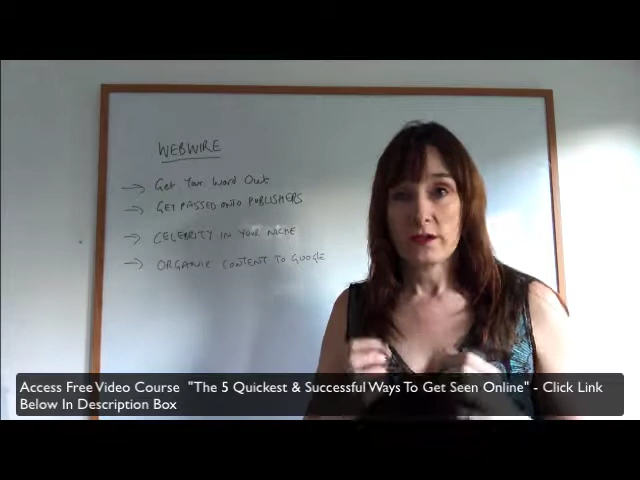 WEBWIRE
→ Get Your Word Out
→ GET PASSED ONTO PUBLISHERS
→ CELEBRITY IN YOUR NICHE
→ ORGANIC CONTENT TO GOOGLE
Access Free Video Course "The 5 Quickest & Successful Ways To Get Seen Online" - Click Link
Below In Description Box